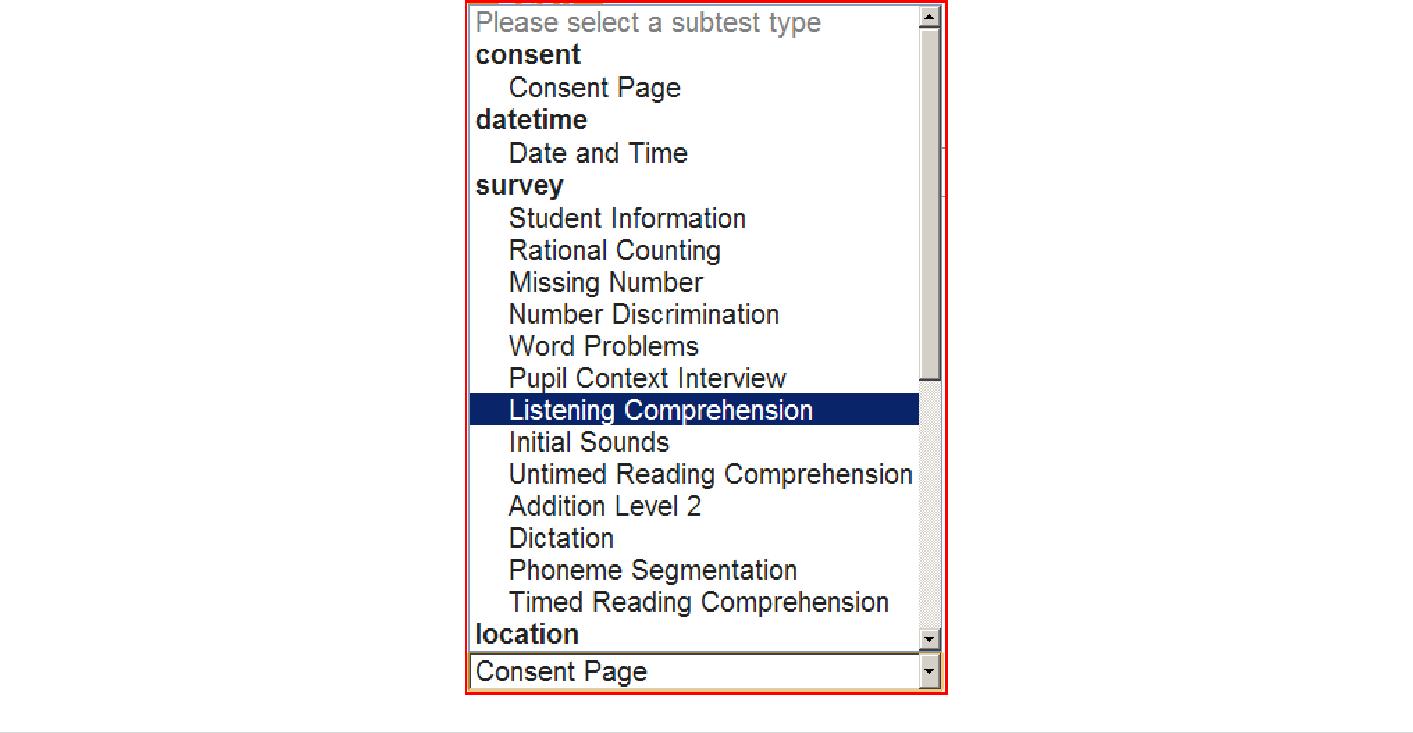 Please select a subtest type
consent
Consent Page
datetime
Date and Time
survey
Student Information
Rational Counting
Missing Number
Number Discrimination
Word Problems
Pupil Context Interview
Listening Comprehension
Initial Sounds
Untimed Reading Comprehension
Addition Level 2
Dictation
Phoneme Segmentation
Timed Reading Comprehension
location
Consent Page